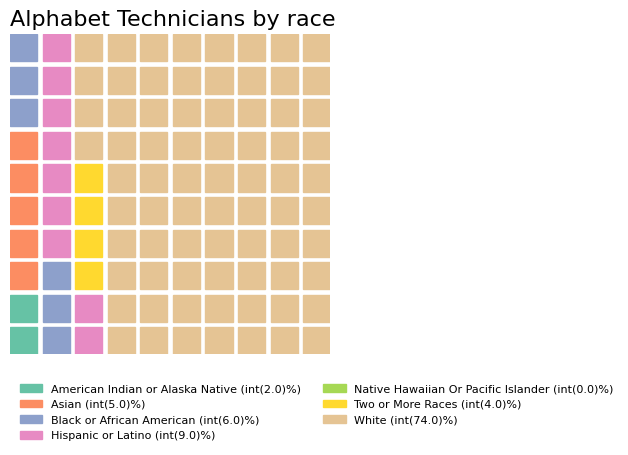 Alphabet Technicians by race
American Indian or Alaska Native (int(2.0)%)
Asian (int(5.0)%)
Black or African American (int(6.0)%)
Hispanic or Latino (int(9.0)%)
Native Hawaiian Or Pacific Islander (int(0.0)%)
Two or More Races (int(4.0)%)
White (int(74.0)%)